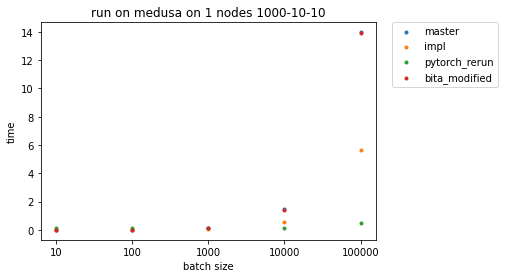 run on medusa on 1 nodes 1000-10-10
14
12
10
8
6
4
2
0
time
10
100
1000
10000
100000
batch size
master
impl
pytorch_rerun
bita_modified